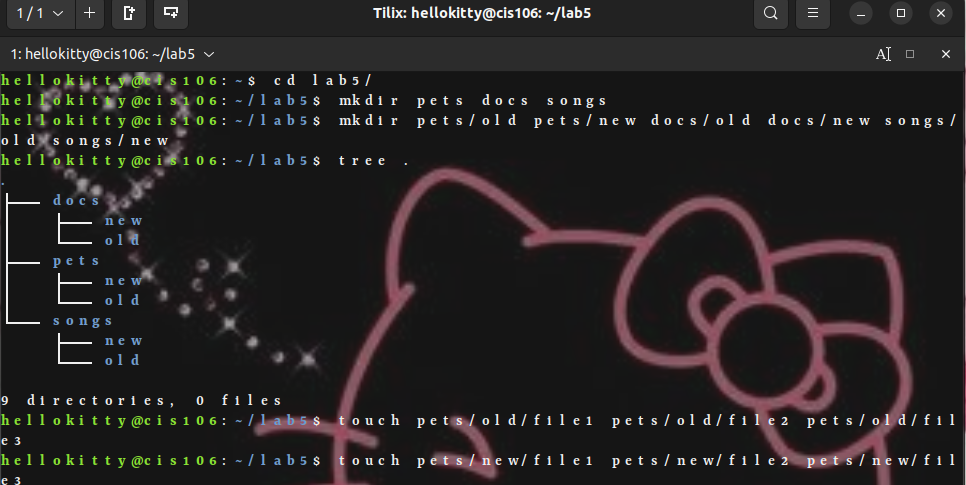 1 / 1
Tilix: hellokitty@cis106: ~/lab5
1: hellokitty@cis106: ~/lab5
hellokitty@cis106:~$ cd lab5/
hellokitty@cis106:~/lab5$ mkdir pets docs songs
hellokitty@cis106:~/lab5$ mkdir pets/old pets/new docs/old docs/new songs/
old songs/new
hellokitty@cis106:~/lab5$ tree .
.
├── docs
│   ├── new
│   └── old
├── pets
│   ├── new
│   └── old
└── songs
    ├── new
    └── old
9 directories, 0 files
hellokitty@cis106:~/lab5$ touch pets/old/file1 pets/old/file2 pets/old/fil
e3
hellokitty@cis106:~/lab5$ touch pets/new/file1 pets/new/file2 pets/new/fil
e3